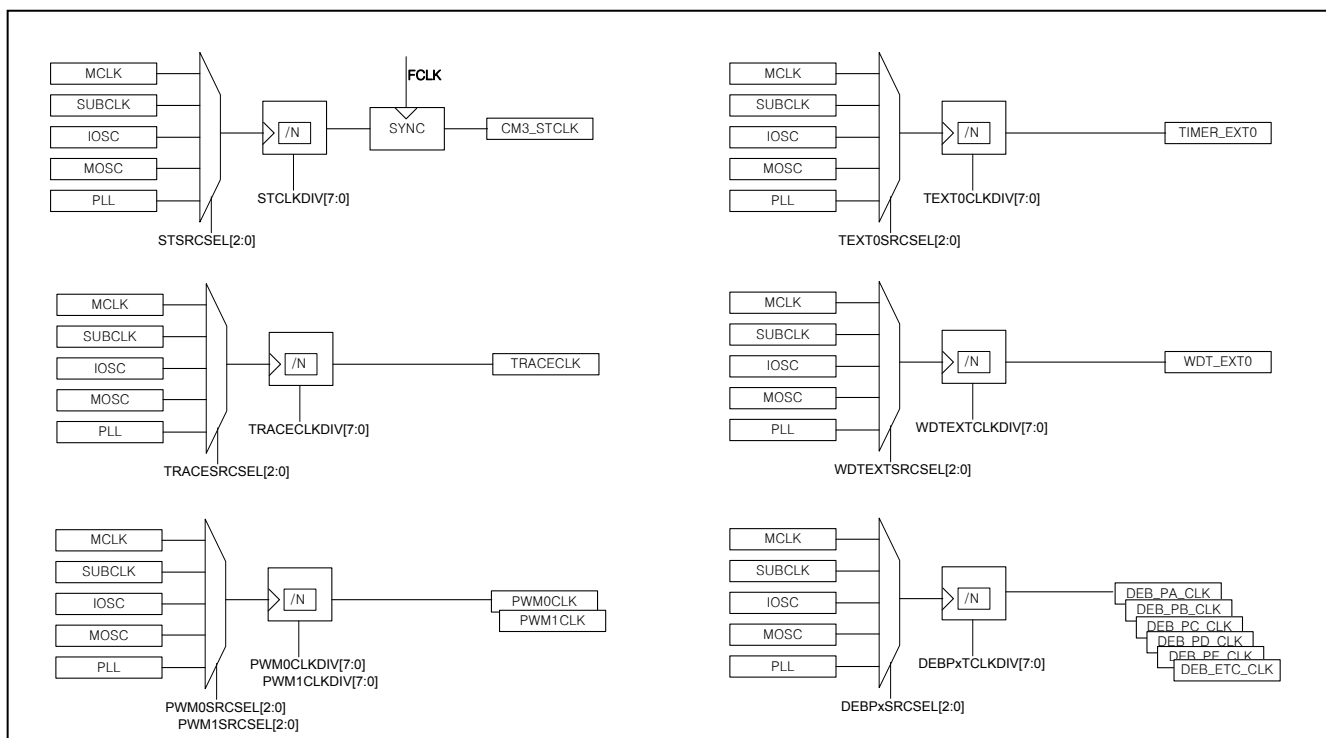 MCLK
SUBCLK
IOSC
MOSC
PLL
STSRCSEL[2:0]
/N
STCLKDIV[7:0]
FCLK
SYNC
CM3_STCLK
MCLK
SUBCLK
IOSC
MOSC
PLL
TEXT0SRCSEL[2:0]
/N
TEXT0CLKDIV[7:0]
TIMER_EXT0
MCLK
SUBCLK
IOSC
MOSC
PLL
TRACESRCSEL[2:0]
/N
TRACECLKDIV[7:0]
TRACECLK
MCLK
SUBCLK
IOSC
MOSC
PLL
WDTEXTSRCSEL[2:0]
/N
WDTEXTCLKDIV[7:0]
WDT_EXT0
MCLK
SUBCLK
IOSC
MOSC
PLL
PWM0SRCSEL[2:0]
PWM1SRCSEL[2:0]
/N
PWM0CLKDIV[7:0]
PWM1CLKDIV[7:0]
PWM0CLK
PWM1CLK
MCLK
SUBCLK
IOSC
MOSC
PLL
DEBPxSRCSEL[2:0]
/N
DEBPxTCLKDIV[7:0]
DEB_PA_CLK
DEB_PB_CLK
DEB_PC_CLK
DEB_PD_CLK
DEB_PE_CLK
DEB_ETC_CLK